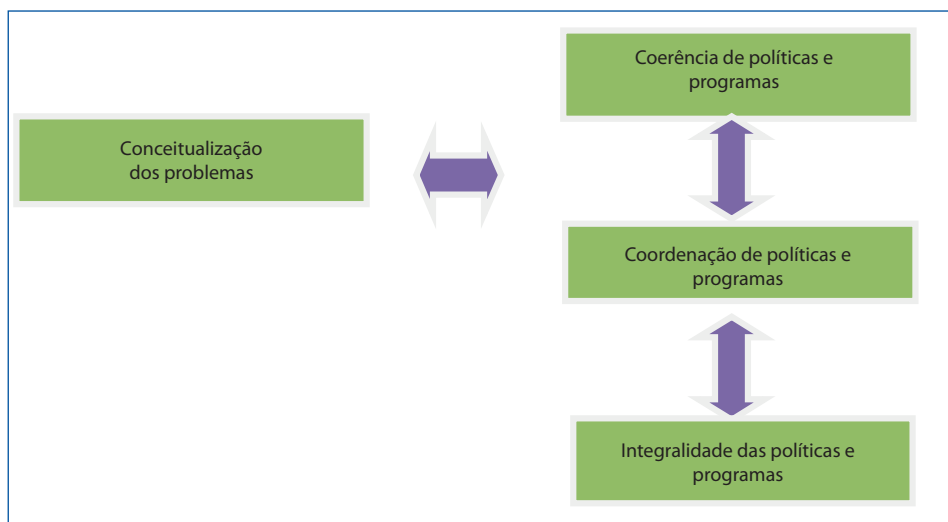 Conceitualização
dos problemas
Coerência de políticas e
programas
Coordenação de políticas e
programas
Integralidade das políticas e
programas